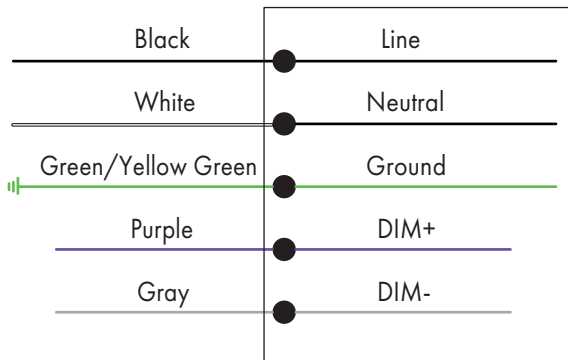 Black Line
White Neutral
Green/Yellow Green Ground
Purple DIM+
Gray DIM-